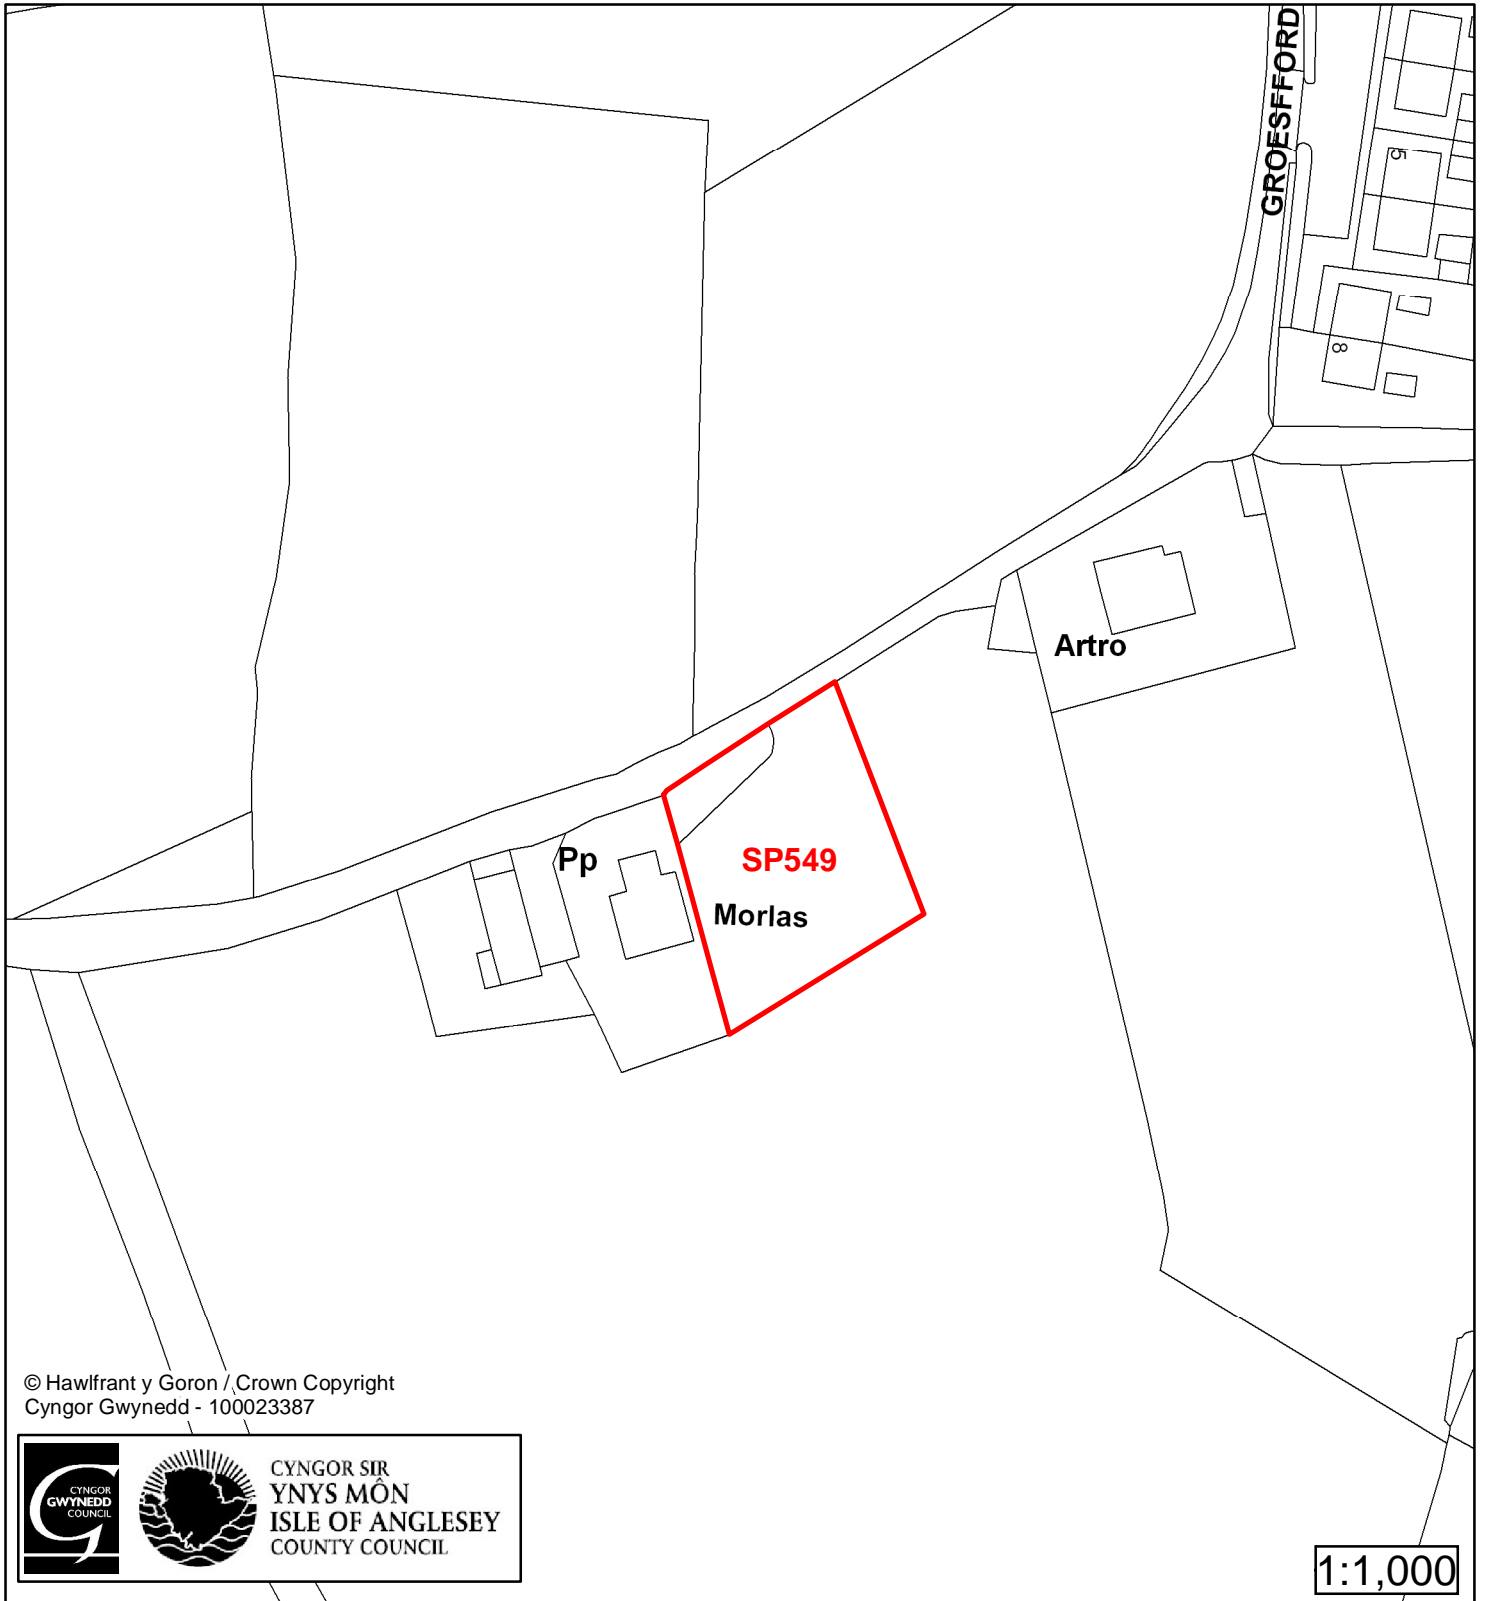 GROESFFORD
5
8
Artro
Pp
SP549
Morlas
© Hawlfraint y Goron / Crown Copyright
Cyngor Gwynedd - 100023387
CYNGOR
GWYNEDD
COUNCIL
CYNGOR SIR
YNYS MÔN
ISLE OF ANGLESEY
COUNTY COUNCIL
1:1,000